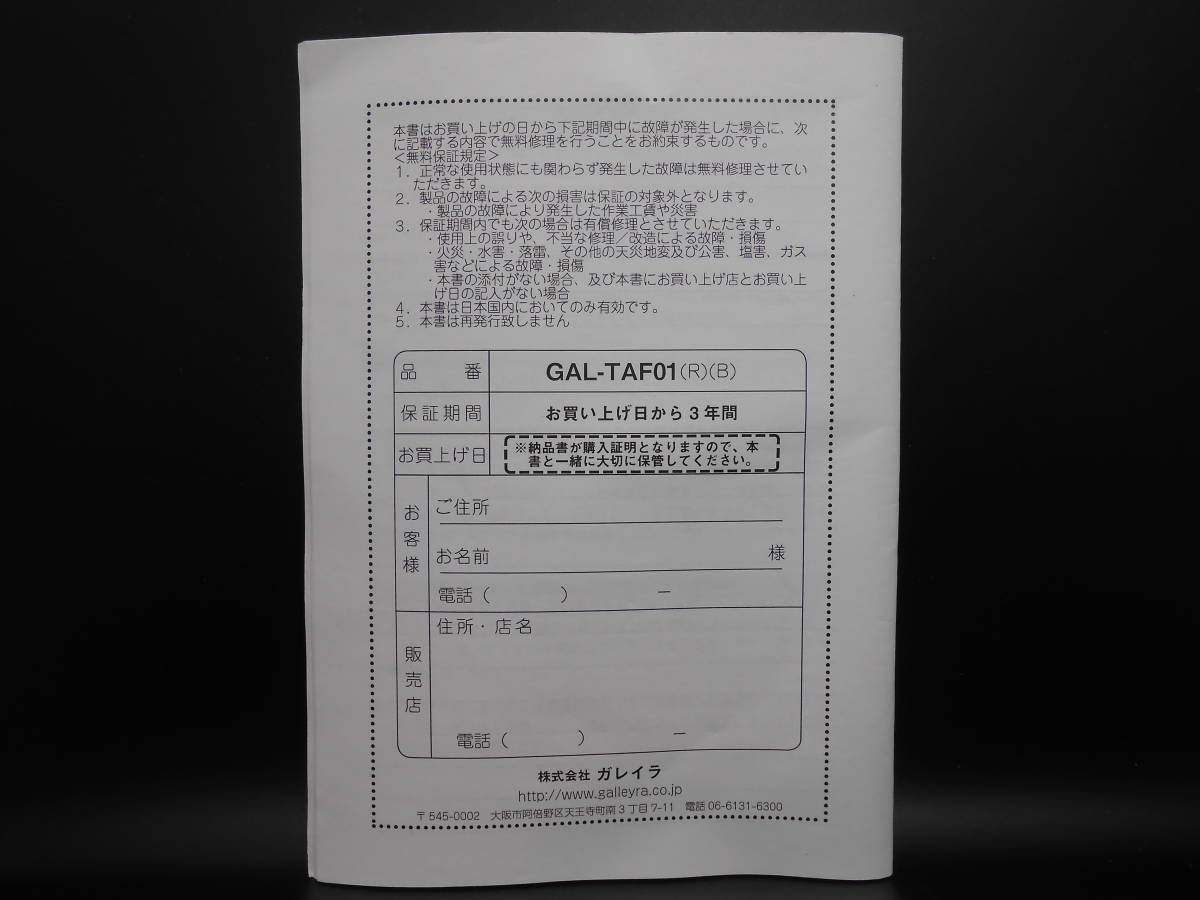 本書はお買い上げの日から下記期間中に故障が発生した場合に、次
に記載する内容で無料修理を行うことをお約束するものです。
＜無料保証規定＞
1．正常な使用状態にも関わらず発生した故障は無料修理させてい
ただきます。
2．製品の故障による次の損害は保証の対象外となります。
・製品の故障により発生した作業工賃や災害
3．保証期間内でも次の場合は有償修理とさせていただきます。
・使用上の誤りや、不当な修理／改造による故障・損傷
・火災・水害・落雷、その他の天災地変及び公害、塩害、ガス
害などによる故障・損傷
・本書の添付がない場合、及び本書にお買い上げ店とお買い上
げ日の記入がない場合
4．本書は日本国内においてのみ有効です。
5．本書は再発行致しません
品番 GAL-TAF01(R)(B)
保証期間 お買い上げ日から3年間
お買上げ日 ※納品書が購入証明となりますので、本
書と一緒に大切に保管してください。
お客様
ご住所
お名前 様
電話（ ） －
販売店
住所・店名
電話（ ） －
株式会社 ガレイラ
http://www.galleyra.co.jp
〒545-0002 大阪市阿倍野区天王寺町南3丁目7-11 電話 06-6131-6300